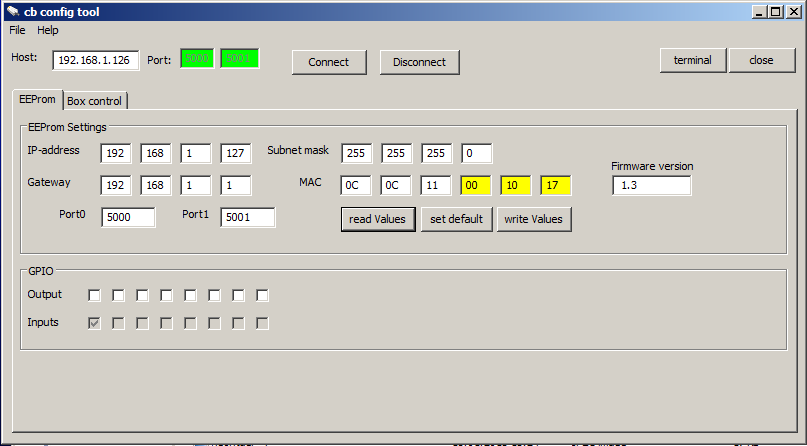 cb config tool
File Help
Host: 192.168.1.126 Port: 5000 5001 Connect Disconnect terminal close
EEProm Box control
EEProm Settings
IP-address 192 168 1 127 Subnet mask 255 255 255 0
Firmware version
Gateway 192 168 1 1 MAC 0C 0C 11 00 10 17 1.3
Port0 5000 Port1 5001 read Values set default write Values
GPIO
Output
Inputs